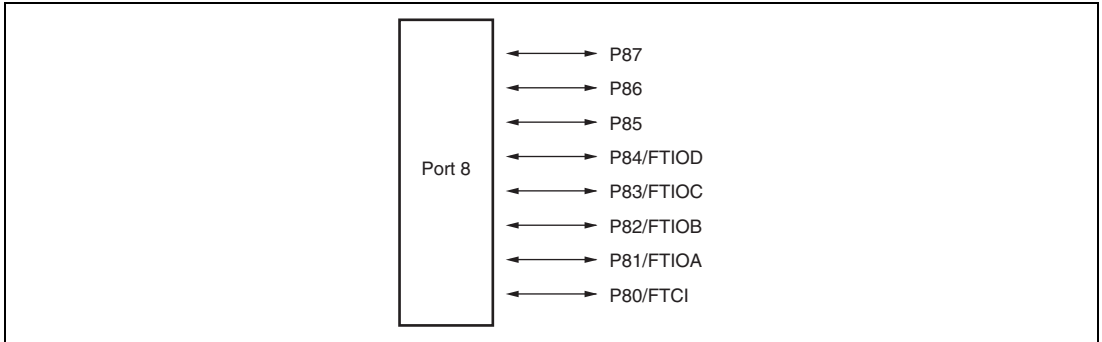 Port 8
P87
P86
P85
P84/FTIOD
P83/FTIOC
P82/FTIOB
P81/FTIOA
P80/FTCI